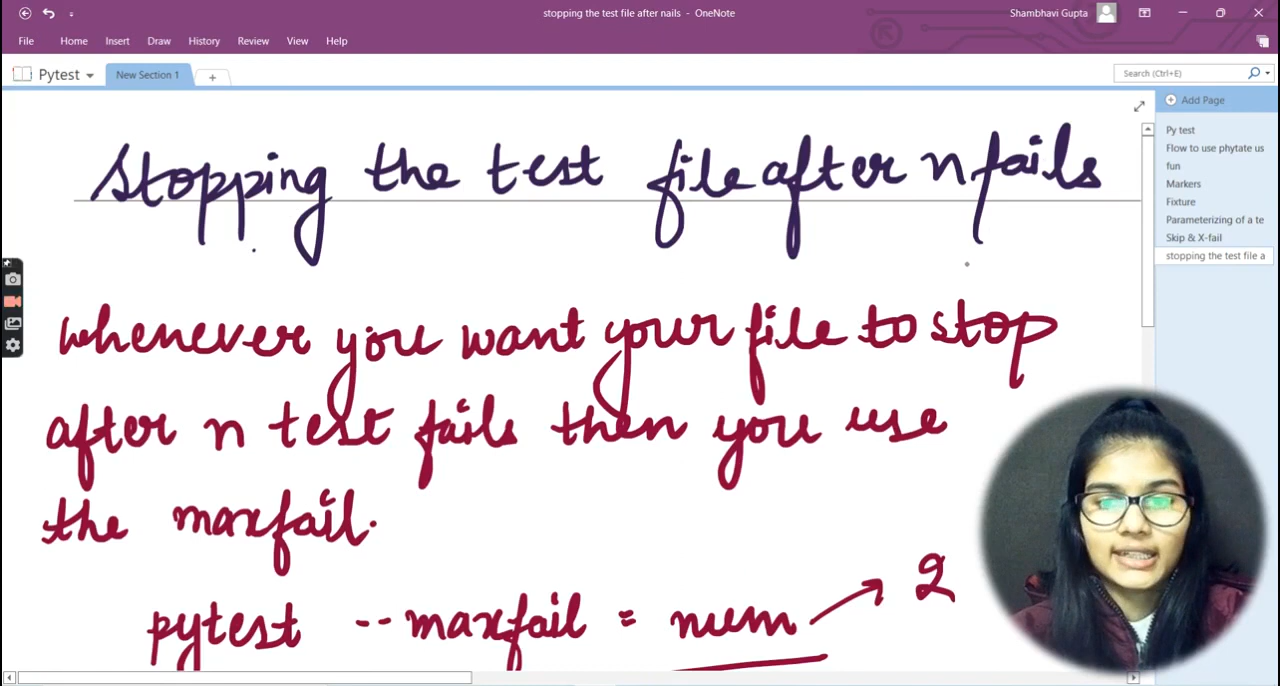 stopping the test file after nails - OneNote
Shambhavi Gupta
File Home Insert Draw History Review View Help
Pytest
New Section 1
+
Search (Ctrl+E)
Add Page
Py test
Flow to use phytate us
fun
Markers
Fixture
Parameterizing of a te
Skip & X-fail
stopping the test file a
Stopping the test file after n fails
whenever you want your file to stop
after n test fails then you use
the maxfail.
pytest --maxfail = num → 2